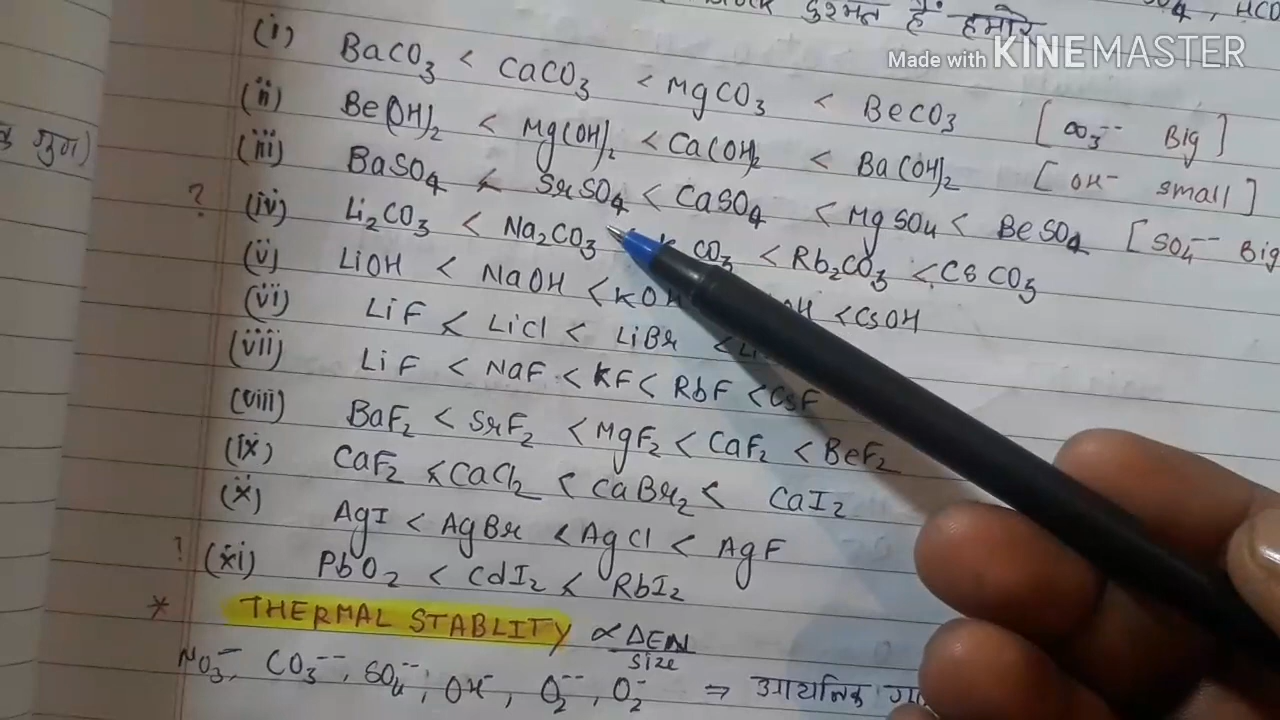 दुश्मन हैं हमारे
4, HCO
Made with KINEMASTER
(i) BaCO3 < CaCO3 < MgCO3 < BeCO3 [CO3-- Big]
(ii) Be(OH)2 < Mg(OH)2 < Ca(OH)2 < Ba(OH)2 [OH- small]
(iii) BaSO4 < SrSO4 < CaSO4 < MgSO4 < BeSO4 [SO4-- Big
? (iv) Li2CO3 < Na2CO3 CO3 < Rb2CO3 < CsCO3
(v) LiOH < NaOH < KOH < CsOH
(vi) LiF < LiCl < LiBr <
(vii) LiF < NaF < KF < RbF < CsF
(viii) BaF2 < SrF2 < MgF2 < CaF2 < BeF2
(ix) CaF2 < CaCl2 < CaBr2 < CaI2
(x) AgI < AgBr < AgCl < AgF
? (xi) PbO2 < CdI2 < RbI2
* THERMAL STABLITY ∝ ΔEN/size
NO3-, CO3--, SO4--, OH-, O2--, O2- ⇒ आयनिक